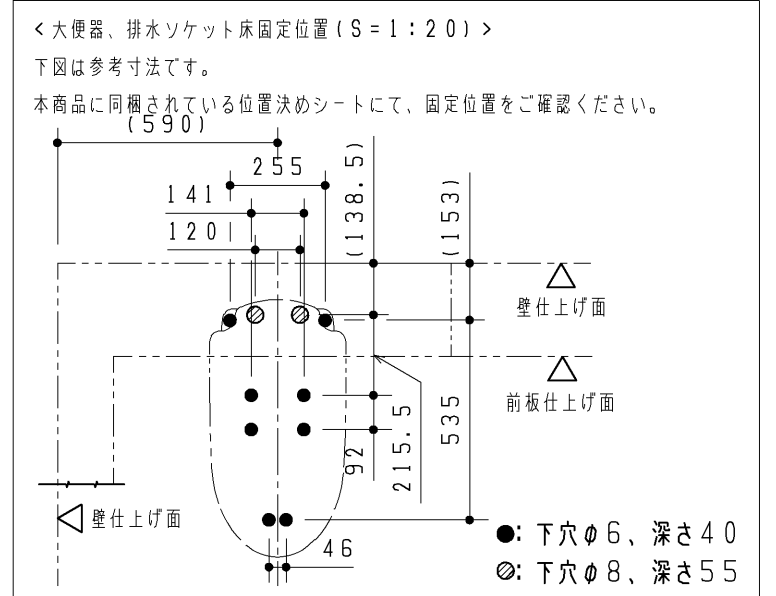 <大便器、排水ソケット床固定位置(S=1:20)>
下図は参考寸法です。
本商品に同梱されている位置決めシートにて、固定位置をご確認ください。
(590)
255
141
120
(138.5)
(153)
壁仕上げ面
前板仕上げ面
535
215.5
92
壁仕上げ面
46
●: 下穴φ6、深さ40
: 下穴φ8、深さ55